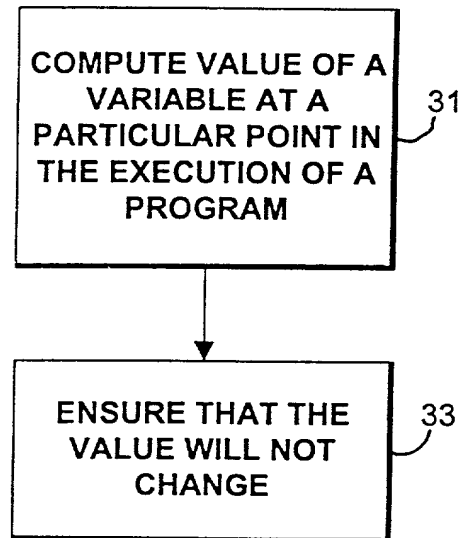 COMPUTE VALUE OF A
VARIABLE AT A
PARTICULAR POINT IN
THE EXECUTION OF A
PROGRAM
31
ENSURE THAT THE
VALUE WILL NOT
CHANGE
33